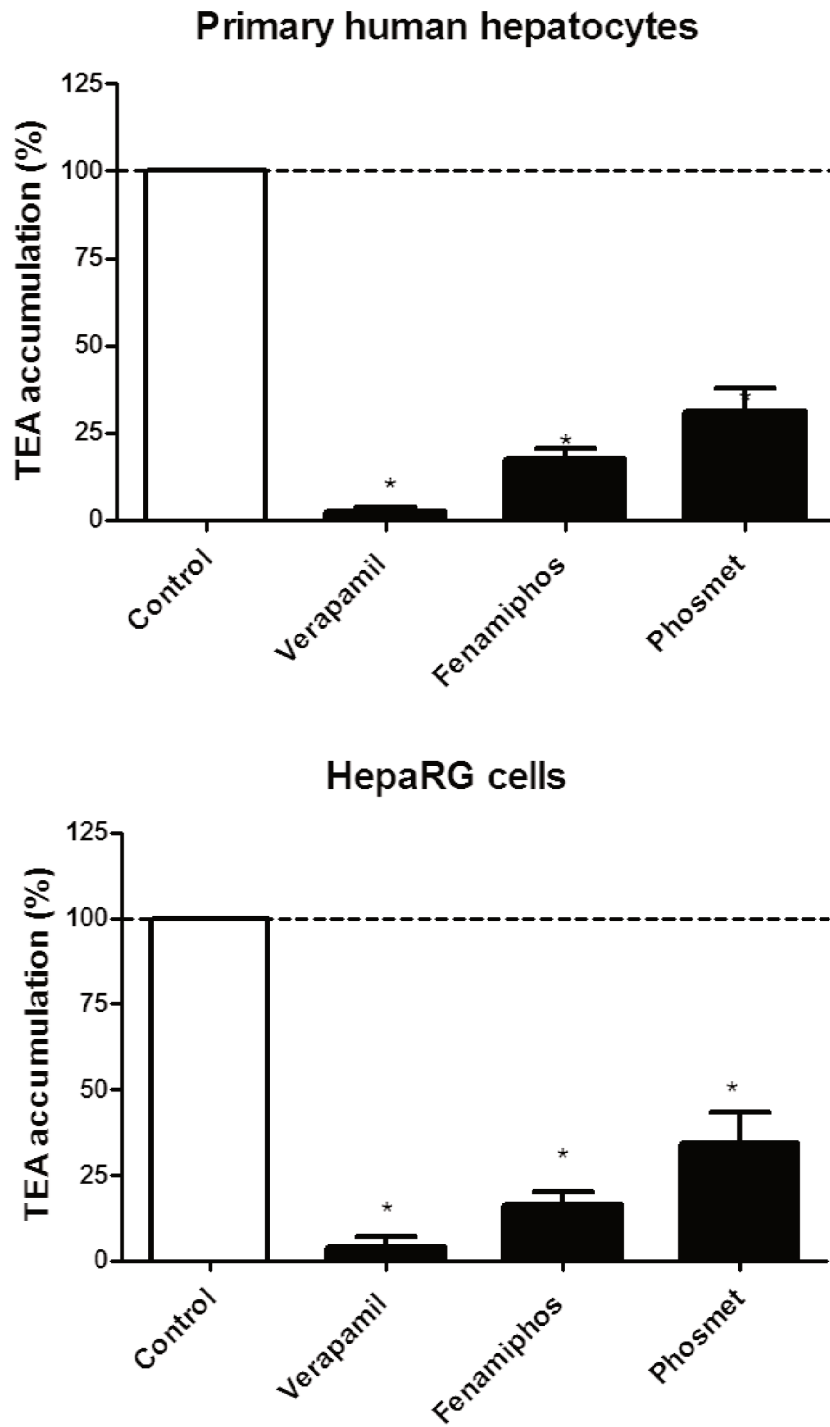 Primary human hepatocytes
TEA accumulation (%)
125
100
75
50
25
0
*
*
*
Control
Verapamil
Fenamiphos
Phosmet
HepaRG cells
TEA accumulation (%)
125
100
75
50
25
0
*
*
*
Control
Verapamil
Fenamiphos
Phosmet